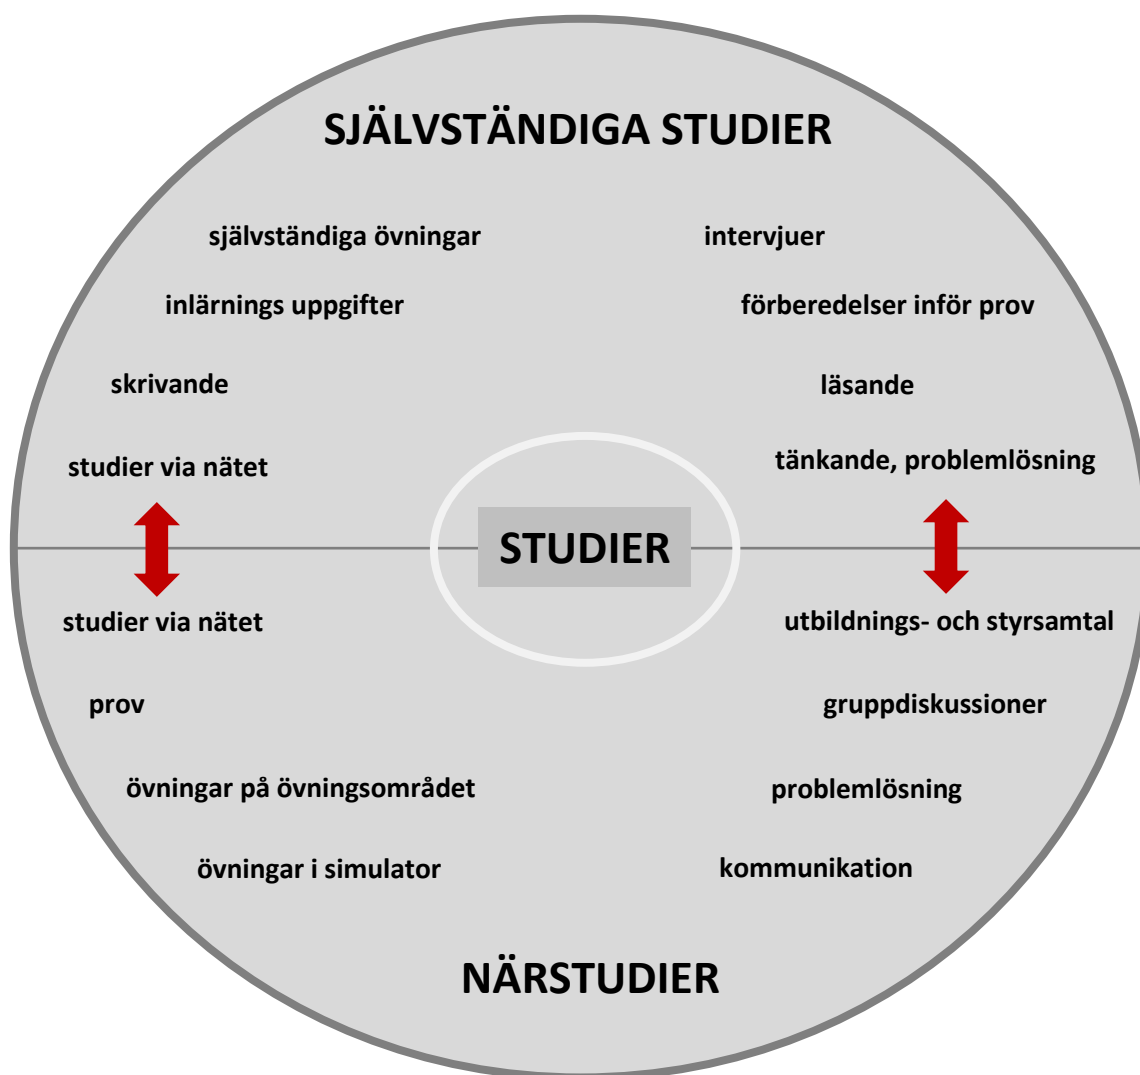 SJÄLVSTÄNDIGA STUDIER
självständiga övningar
intervjuer
inlärnings uppgifter
förberedelser inför prov
skrivande
läsande
studier via nätet
tänkande, problemlösning
STUDIER
studier via nätet
utbildnings- och styrsamtal
prov
gruppdiskussioner
övningar på övningsområdet
problemlösning
övningar i simulator
kommunikation
NÄRSTUDIER